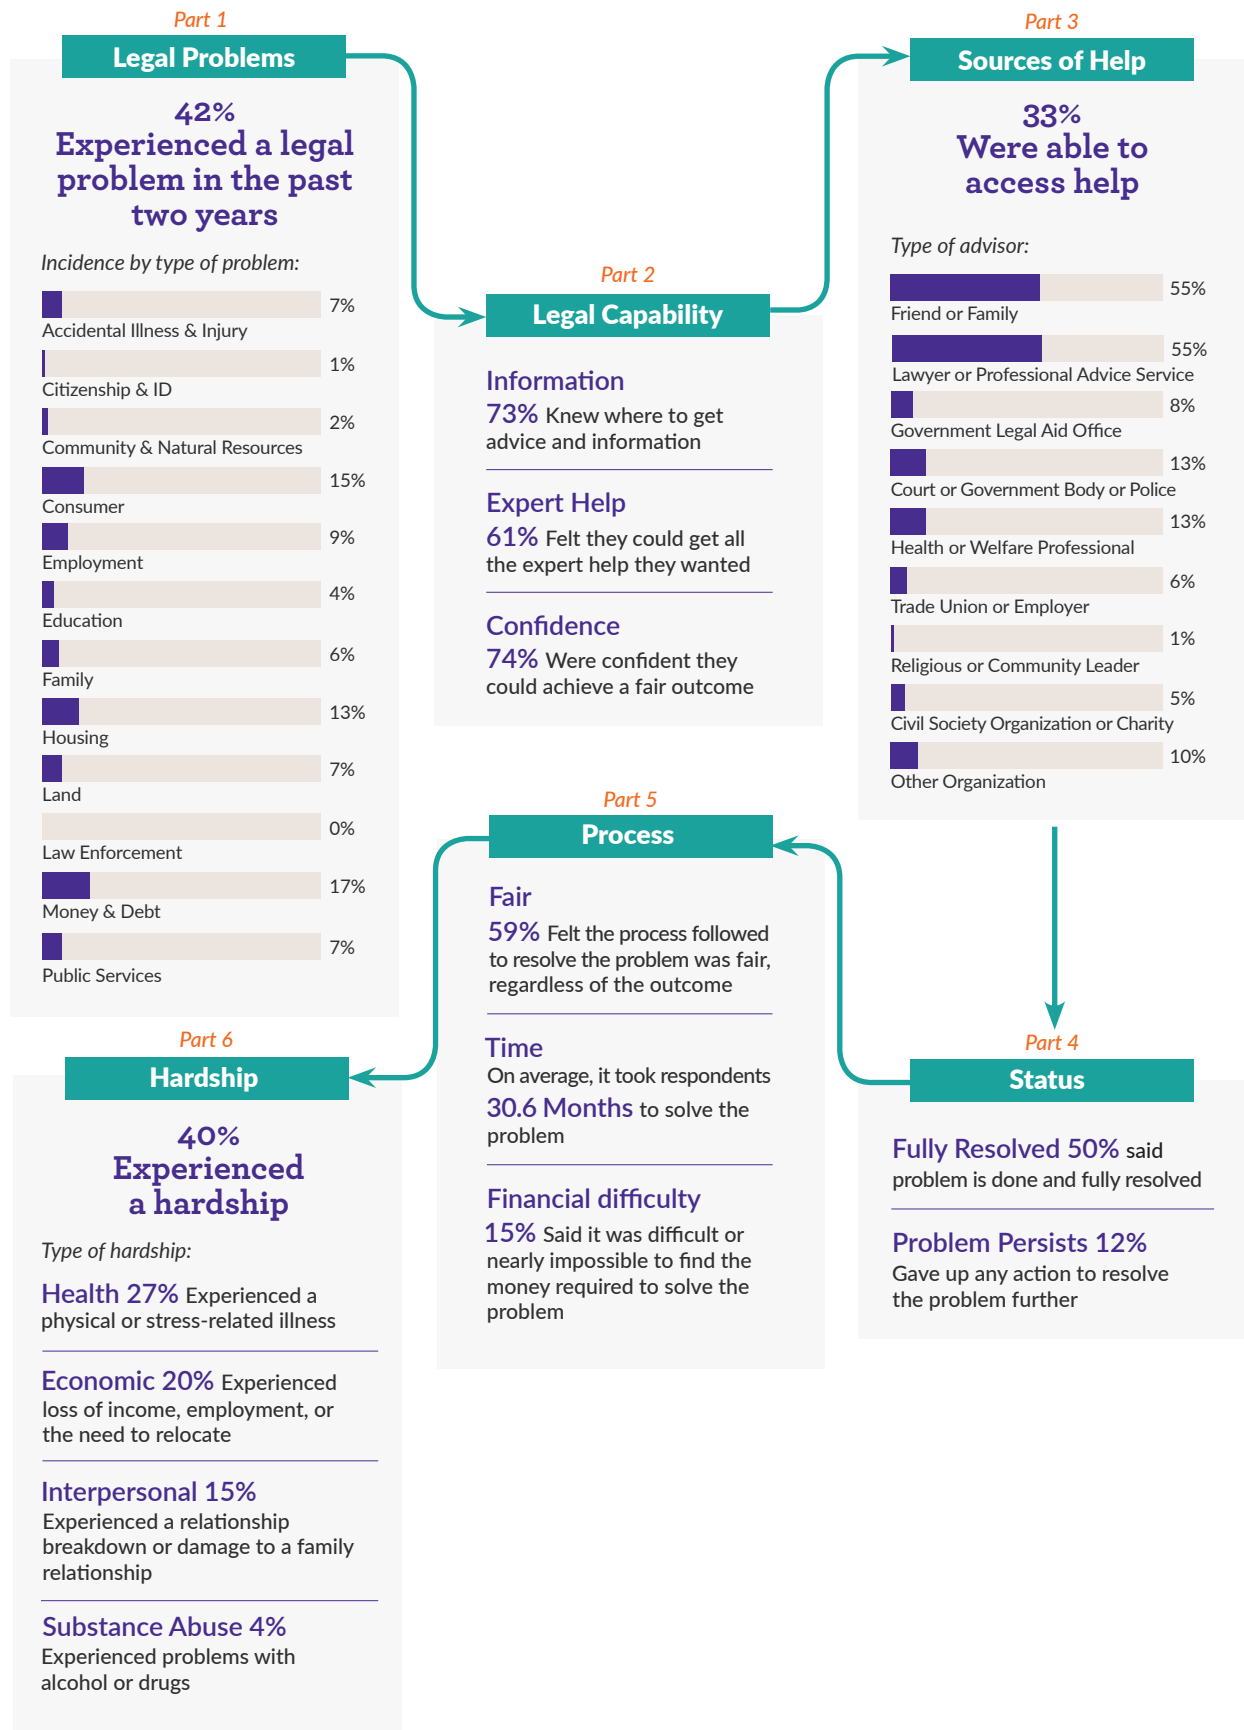 Part 1
Legal Problems
42%
Experienced a legal
problem in the past
two years
Incidence by type of problem:
7%
Accidental Illness & Injury
1%
Citizenship & ID
2%
Community & Natural Resources
15%
Consumer
9%
Employment
4%
Education
6%
Family
13%
Housing
7%
Land
0%
Law Enforcement
17%
Money & Debt
7%
Public Services
Part 2
Legal Capability
Information
73% Knew where to get
advice and information
Expert Help
61% Felt they could get all
the expert help they wanted
Confidence
74% Were confident they
could achieve a fair outcome
Part 3
Sources of Help
33%
Were able to
access help
Type of advisor:
55%
Friend or Family
55%
Lawyer or Professional Advice Service
8%
Government Legal Aid Office
13%
Court or Government Body or Police
13%
Health or Welfare Professional
6%
Trade Union or Employer
1%
Religious or Community Leader
5%
Civil Society Organization or Charity
10%
Other Organization
Part 4
Status
Fully Resolved 50% said
problem is done and fully resolved
Problem Persists 12%
Gave up any action to resolve
the problem further
Part 5
Process
Fair
59% Felt the process followed
to resolve the problem was fair,
regardless of the outcome
Time
On average, it took respondents
30.6 Months to solve the
problem
Financial difficulty
15% Said it was difficult or
nearly impossible to find the
money required to solve the
problem
Part 6
Hardship
40%
Experienced
a hardship
Type of hardship:
Health 27% Experienced a
physical or stress-related illness
Economic 20% Experienced
loss of income, employment, or
the need to relocate
Interpersonal 15%
Experienced a relationship
breakdown or damage to a family
relationship
Substance Abuse 4%
Experienced problems with
alcohol or drugs